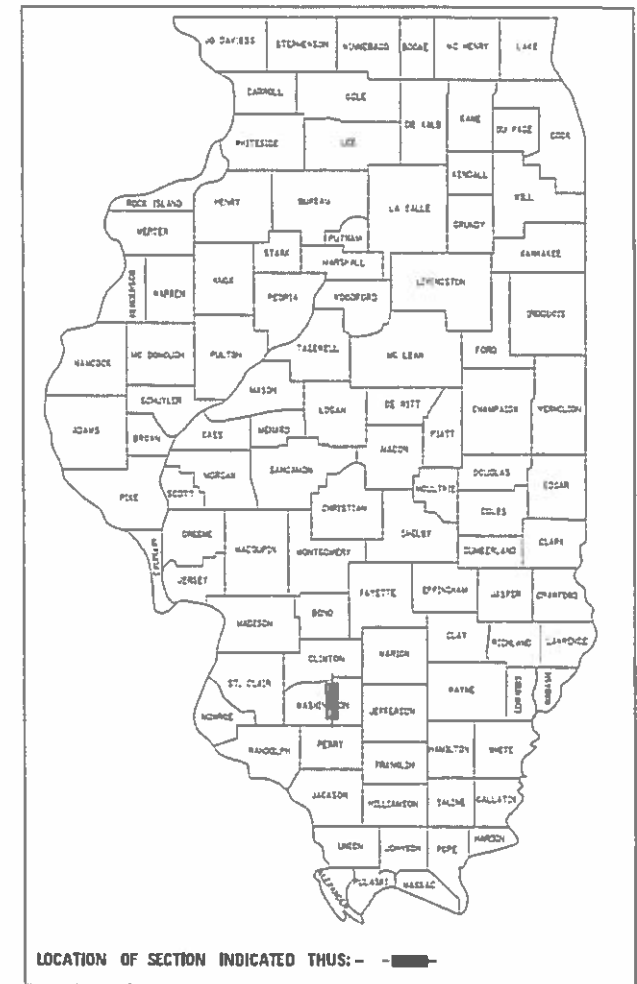 JO DAVIESS STEPHENSON WINNEBAGO BOONE MC HENRY LAKE
CARROLL OGLE
DE KALB KANE DU PAGE COOK
WHITESIDE LEE
KENDALL
ROCK ISLAND HENRY BUREAU LA SALLE GRUNDY WILL
MERCER PUTNAM
STARK MARSHALL KANKAKEE
HENDERSON WARREN KNOX PEORIA WOODFORD LIVINGSTON
IROQUOIS
HANCOCK MC DONOUGH FULTON TAZEWELL MC LEAN FORD
SCHUYLER MASON
LOGAN DE WITT CHAMPAIGN VERMILION
ADAMS BROWN CASS MENARD PIATT
MACON
MORGAN SANGAMON DOUGLAS
PIKE SCOTT MOULTRIE EDGAR
CHRISTIAN COLES
GREENE SHELBY
CALHOUN MACOUPIN MONTGOMERY CUMBERLAND CLARK
JERSEY
FAYETTE EFFINGHAM JASPER CRAWFORD
MADISON BOND
CLAY RICHLAND LAWRENCE
CLINTON MARION
ST. CLAIR WAYNE WABASH
WASHINGTON JEFFERSON
MONROE
RANDOLPH PERRY HAMILTON WHITE
FRANKLIN
JACKSON WILLIAMSON SALINE GALLATIN
UNION JOHNSON POPE HARDIN
PULASKI MASSAC
LOCATION OF SECTION INDICATED THUS:- -